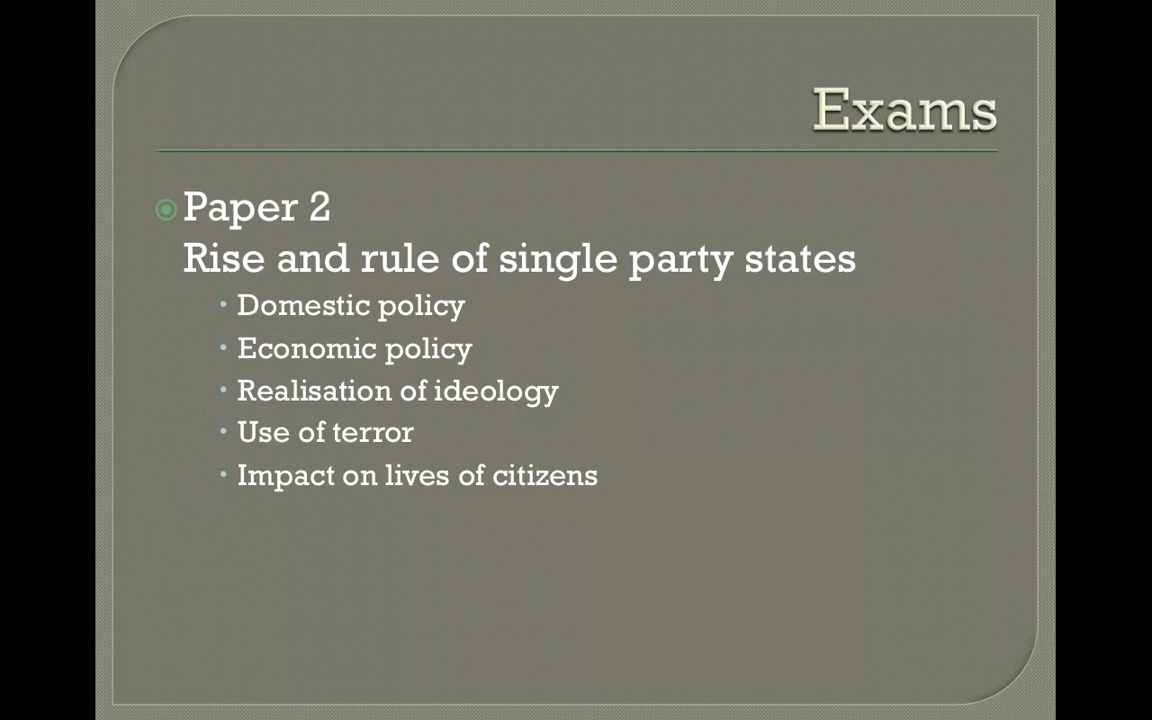 Exams
Paper 2
Rise and rule of single party states
Domestic policy
Economic policy
Realisation of ideology
Use of terror
Impact on lives of citizens